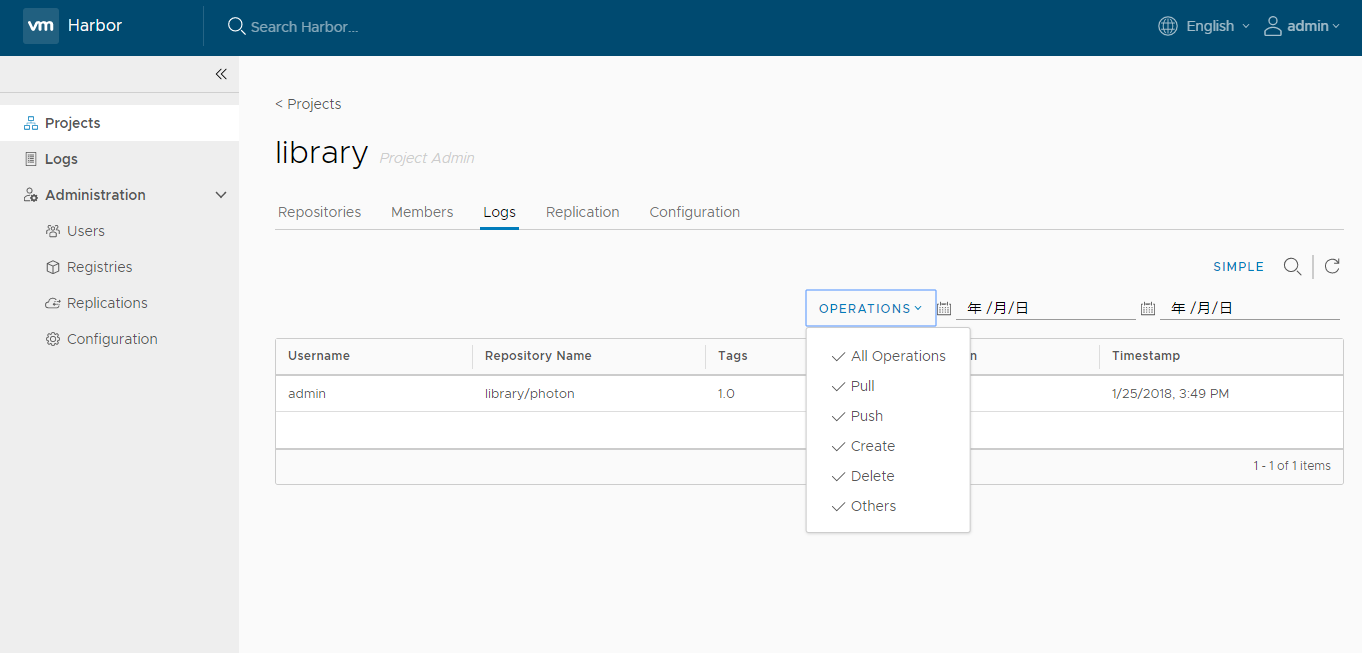 vm Harbor Search Harbor... English admin
Projects
Logs
Administration
Users
Registries
Replications
Configuration
< Projects
library Project Admin
Repositories Members Logs Replication Configuration
SIMPLE
OPERATIONS 年 /月/日 年 /月/日
All Operations
Pull
Push
Create
Delete
Others
Username Repository Name Tags n Timestamp
admin library/photon 1.0 1/25/2018, 3:49 PM
1 - 1 of 1 items